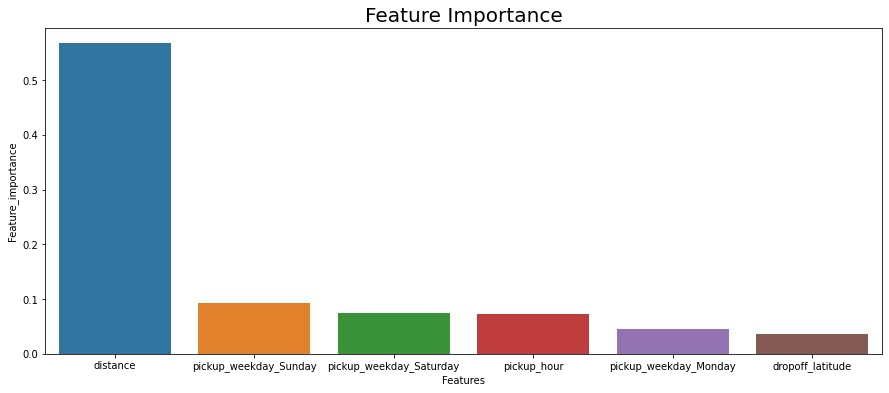 Feature Importance
Feature_importance
0.5
0.4
0.3
0.2
0.1
0.0
distance
pickup_weekday_Sunday
pickup_weekday_Saturday
pickup_hour
pickup_weekday_Monday
dropoff_latitude
Features